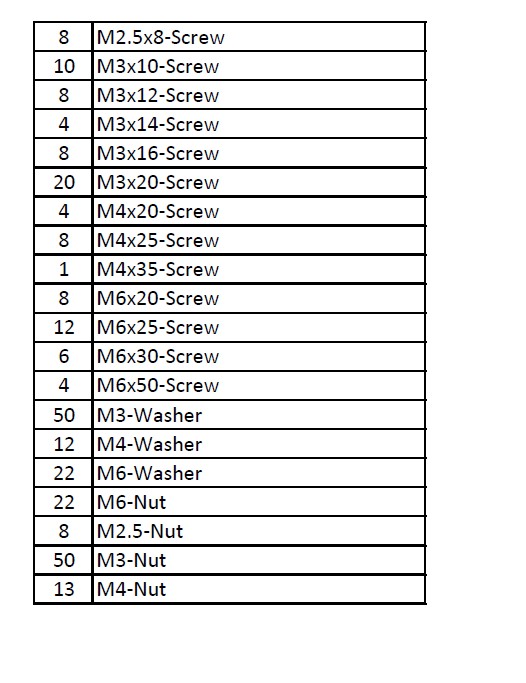 8 M2.5x8-Screw
10 M3x10-Screw
8 M3x12-Screw
4 M3x14-Screw
8 M3x16-Screw
20 M3x20-Screw
4 M4x20-Screw
8 M4x25-Screw
1 M4x35-Screw
8 M6x20-Screw
12 M6x25-Screw
6 M6x30-Screw
4 M6x50-Screw
50 M3-Washer
12 M4-Washer
22 M6-Washer
22 M6-Nut
8 M2.5-Nut
50 M3-Nut
13 M4-Nut